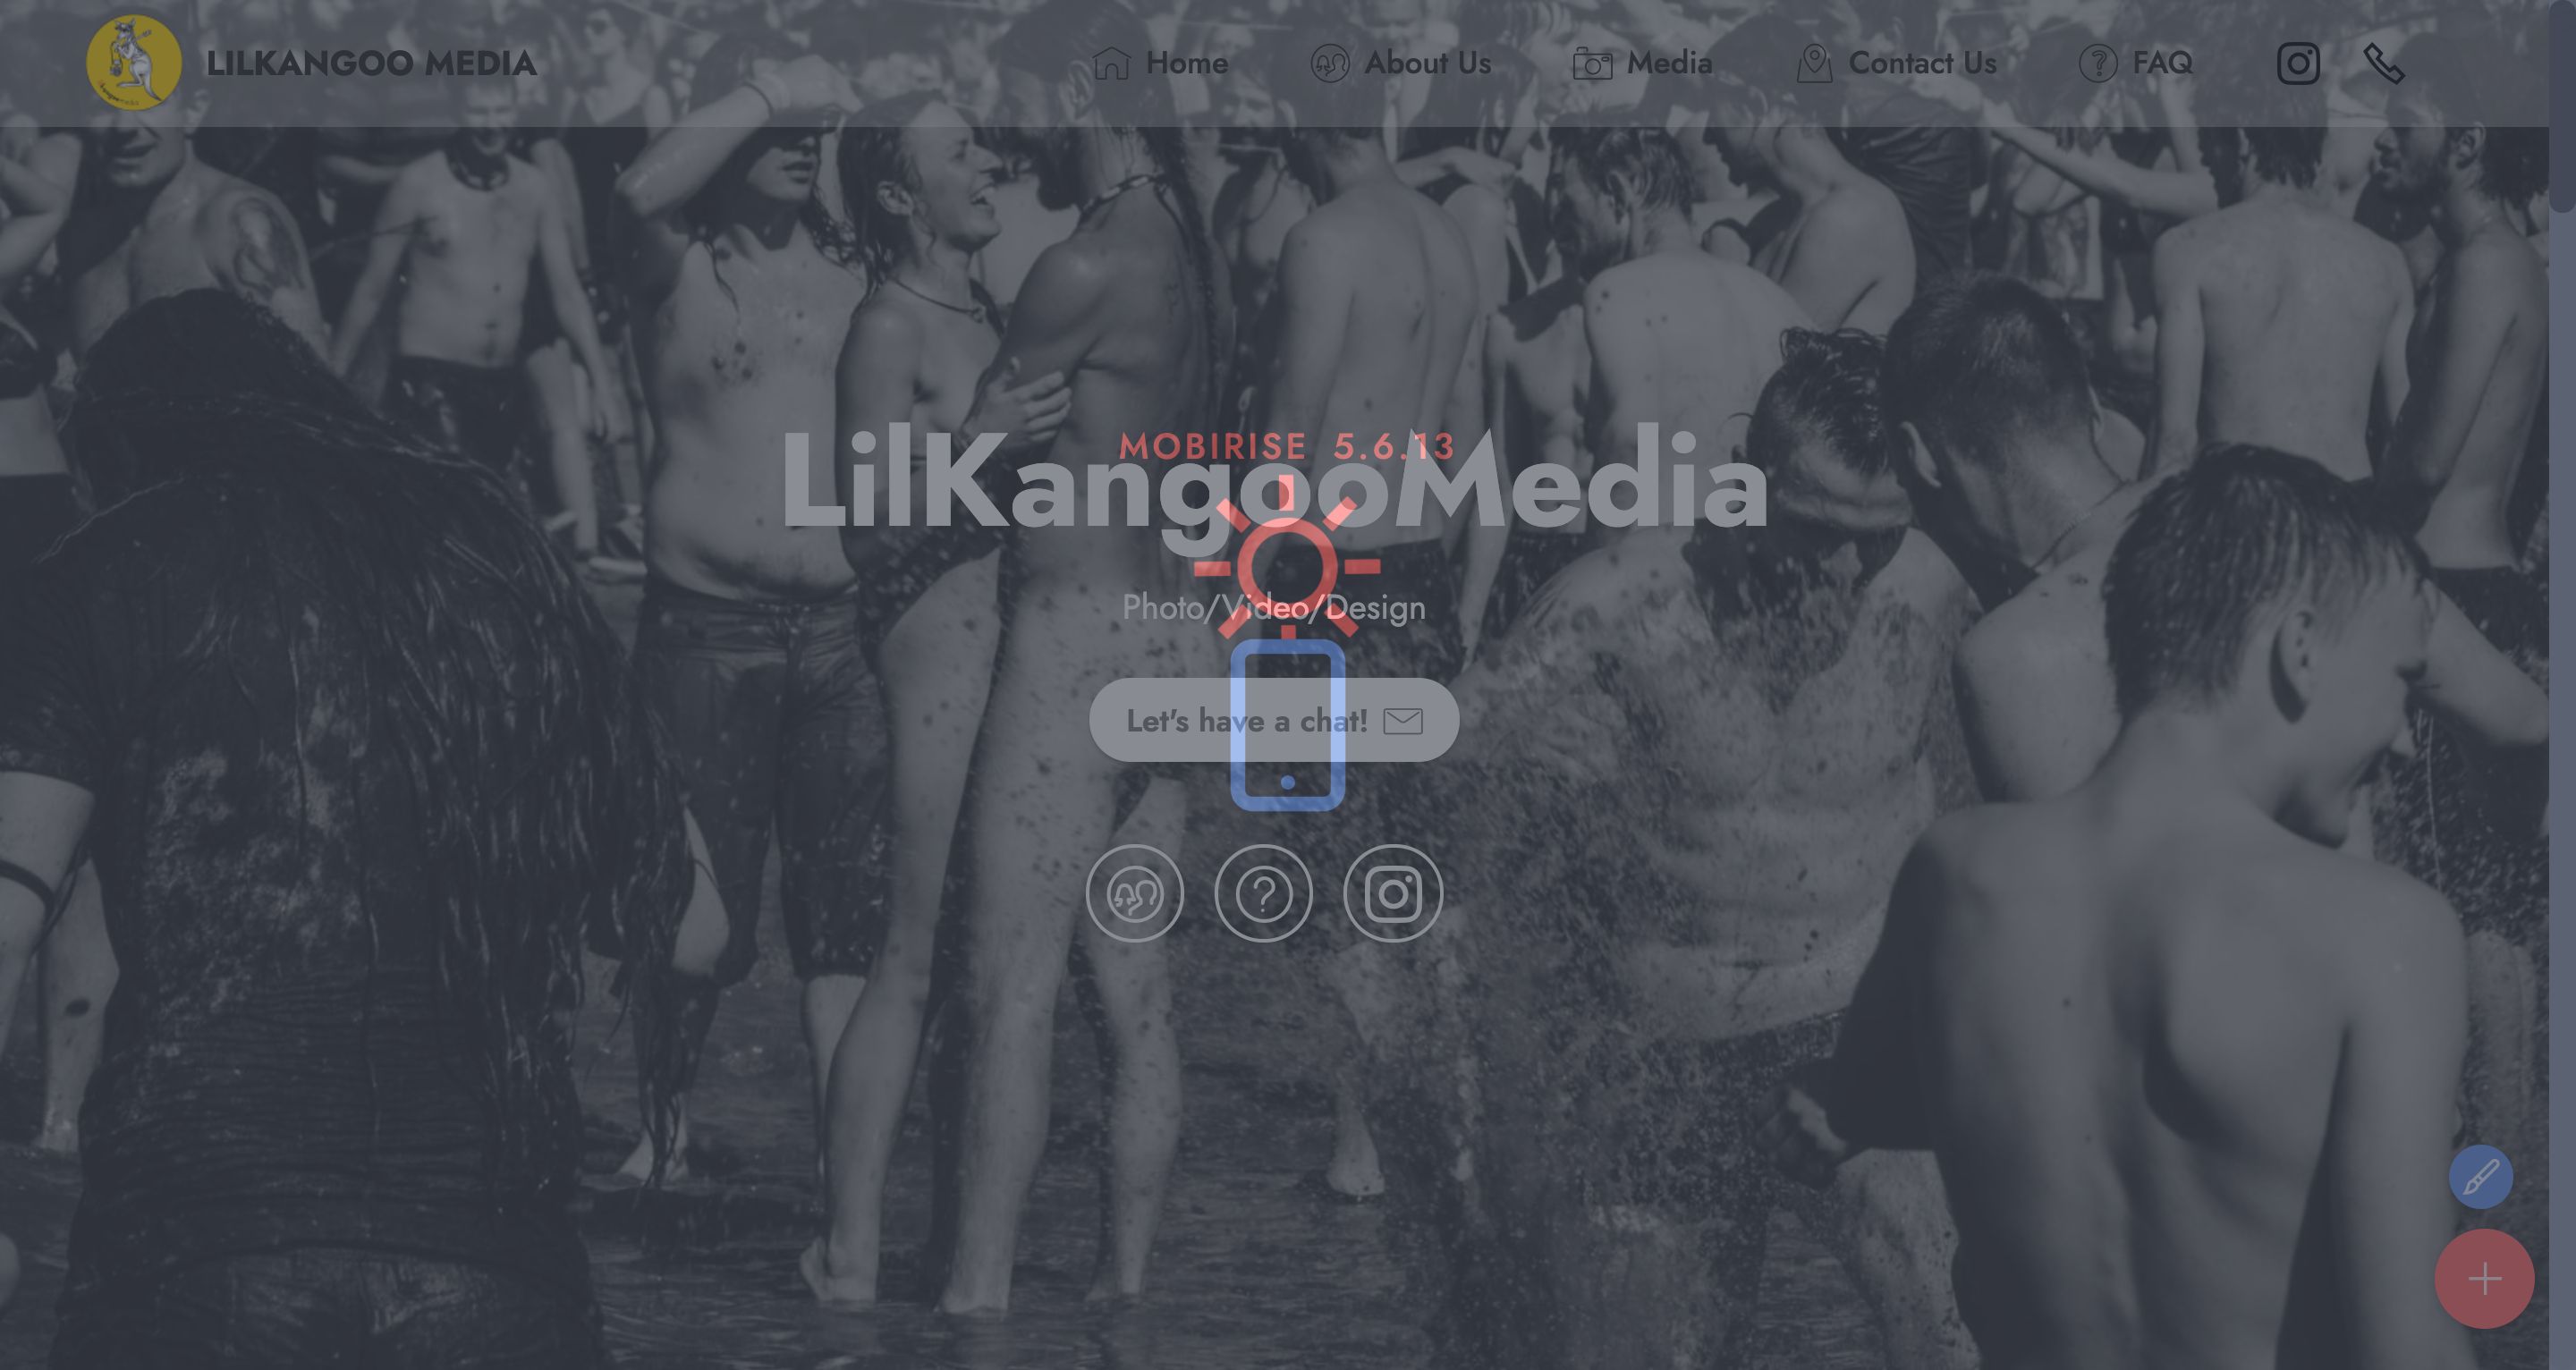 LILKANGOO MEDIA
Home
About Us
Media
Contact Us
FAQ
MOBIRISE 5.6.13
LilKangooMedia
Photo/Video/Design
Let's have a chat!